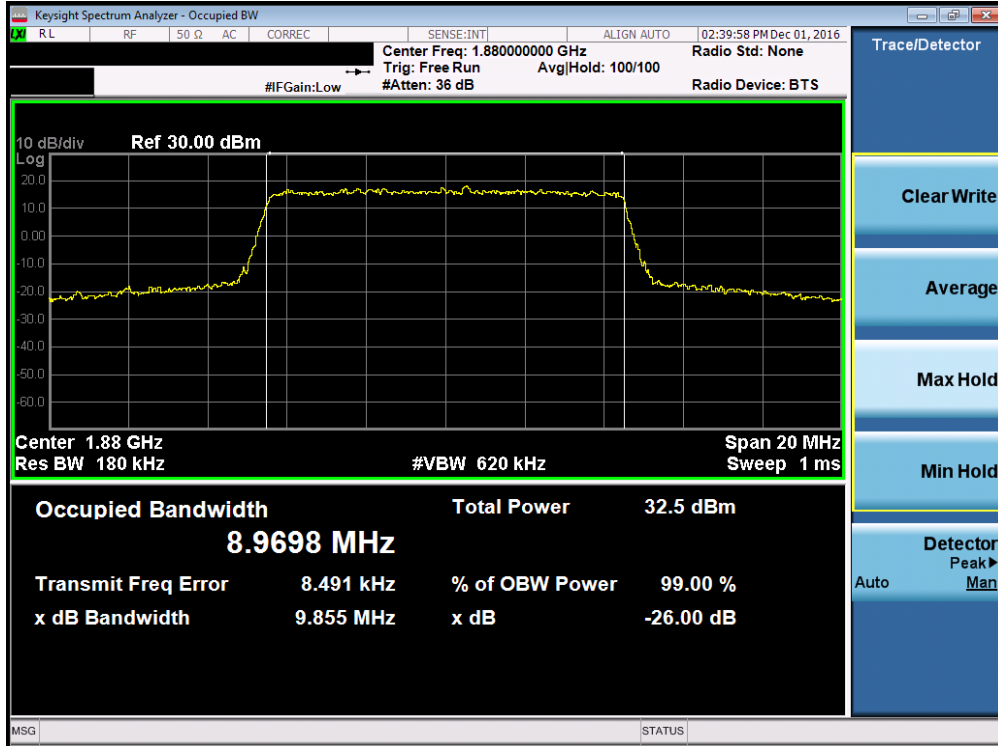 Keysight Spectrum Analyzer - Occupied BW
LXI RL RF 50 Ω AC CORREC SENSE:INT ALIGN AUTO 02:39:58 PM Dec 01, 2016
Center Freq: 1.880000000 GHz Radio Std: None
Trig: Free Run Avg|Hold: 100/100
#IFGain:Low #Atten: 36 dB Radio Device: BTS
10 dB/div Ref 30.00 dBm
Log
20.0
10.0
0.00
-10.0
-20.0
-30.0
-40.0
-50.0
-60.0
Center 1.88 GHz Span 20 MHz
Res BW 180 kHz #VBW 620 kHz Sweep 1 ms
Occupied Bandwidth Total Power 32.5 dBm
8.9698 MHz
Transmit Freq Error 8.491 kHz % of OBW Power 99.00 %
x dB Bandwidth 9.855 MHz x dB -26.00 dB
Trace/Detector
Clear Write
Average
Max Hold
Min Hold
Detector
Peak▶
Auto Man
MSG STATUS